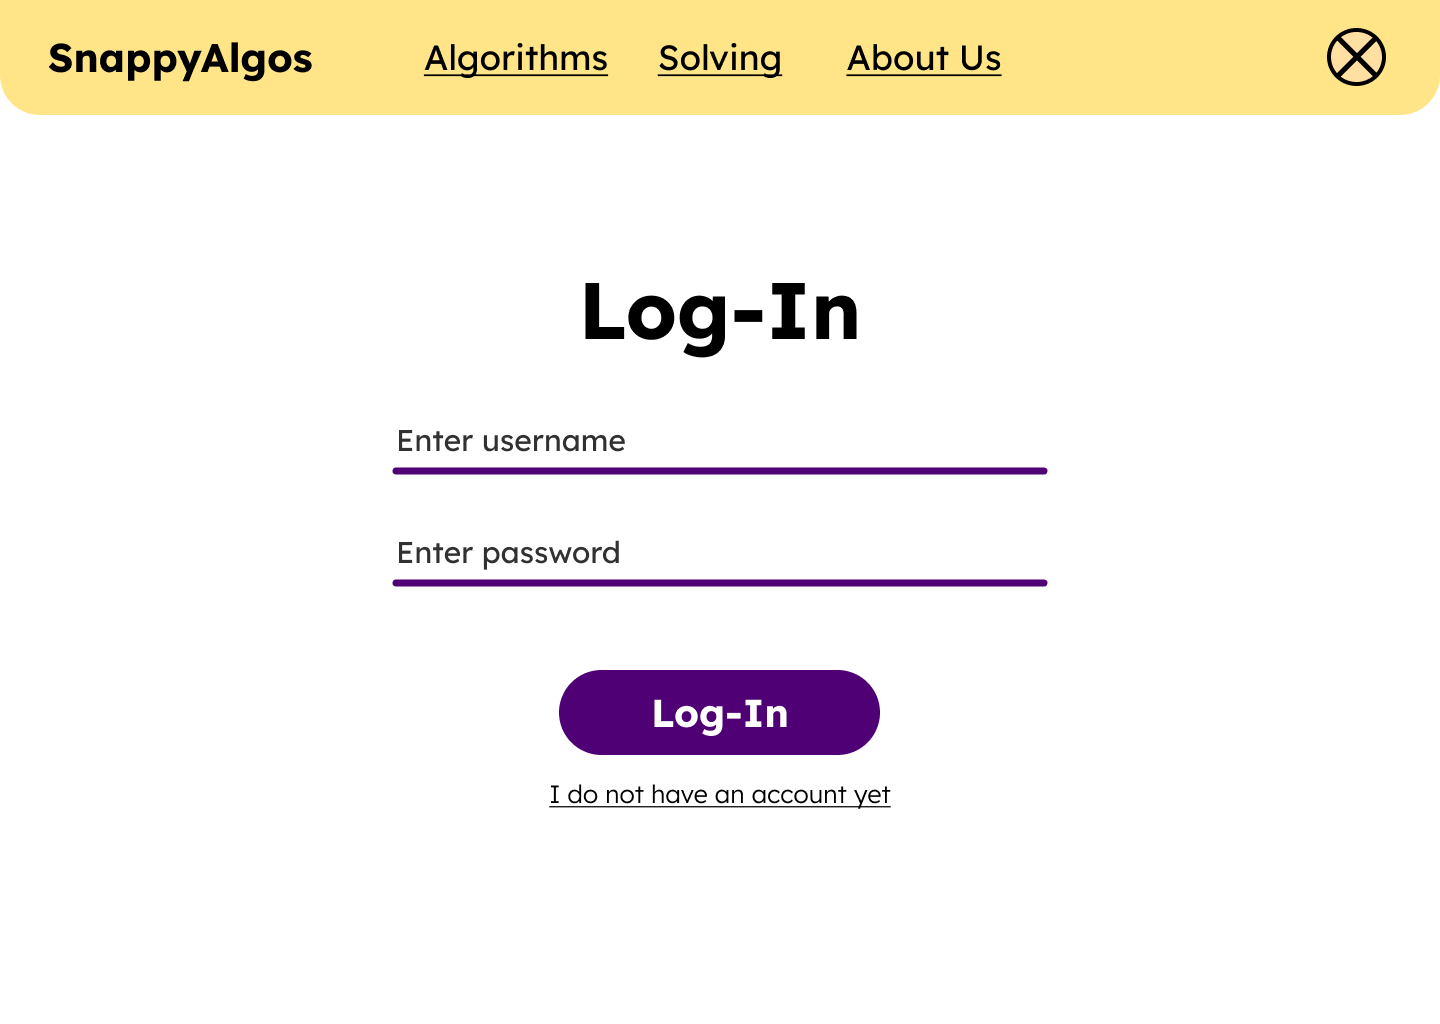 SnappyAlgos Algorithms Solving About Us
Log-In
Enter username
Enter password
Log-In
I do not have an account yet